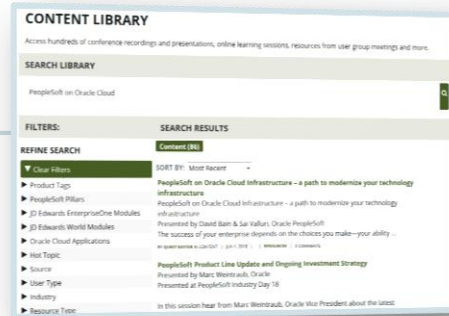 CONTENT LIBRARY
Access hundreds of conference recordings and presentations, online learning sessions, resources from user group meetings and more.
SEARCH LIBRARY
PeopleSoft on Oracle Cloud
FILTERS:
SEARCH RESULTS
Content (86)
REFINE SEARCH
SORT BY: Most Recent
Clear Filters
Product Tags
PeopleSoft Pillars
JD Edwards EnterpriseOne Modules
JD Edwards World Modules
Oracle Cloud Applications
Hot Topic
Source
User Type
Industry
Resource Type
PeopleSoft on Oracle Cloud Infrastructure – a path to modernize your technology
infrastructure
PeopleSoft on Oracle Cloud Infrastructure – a path to modernize your technology
infrastructure
Presented by David Bain & Sai Valluri, Oracle PeopleSoft
The success of your enterprise depends on the choices you make—your ability ...
PeopleSoft Product Line Update and Ongoing Investment Strategy
Presented by Marc Weintraub, Oracle
Presented at PeopleSoft Industry Day 18
In this session hear from Marc Weintraub, Oracle Vice President about the latest